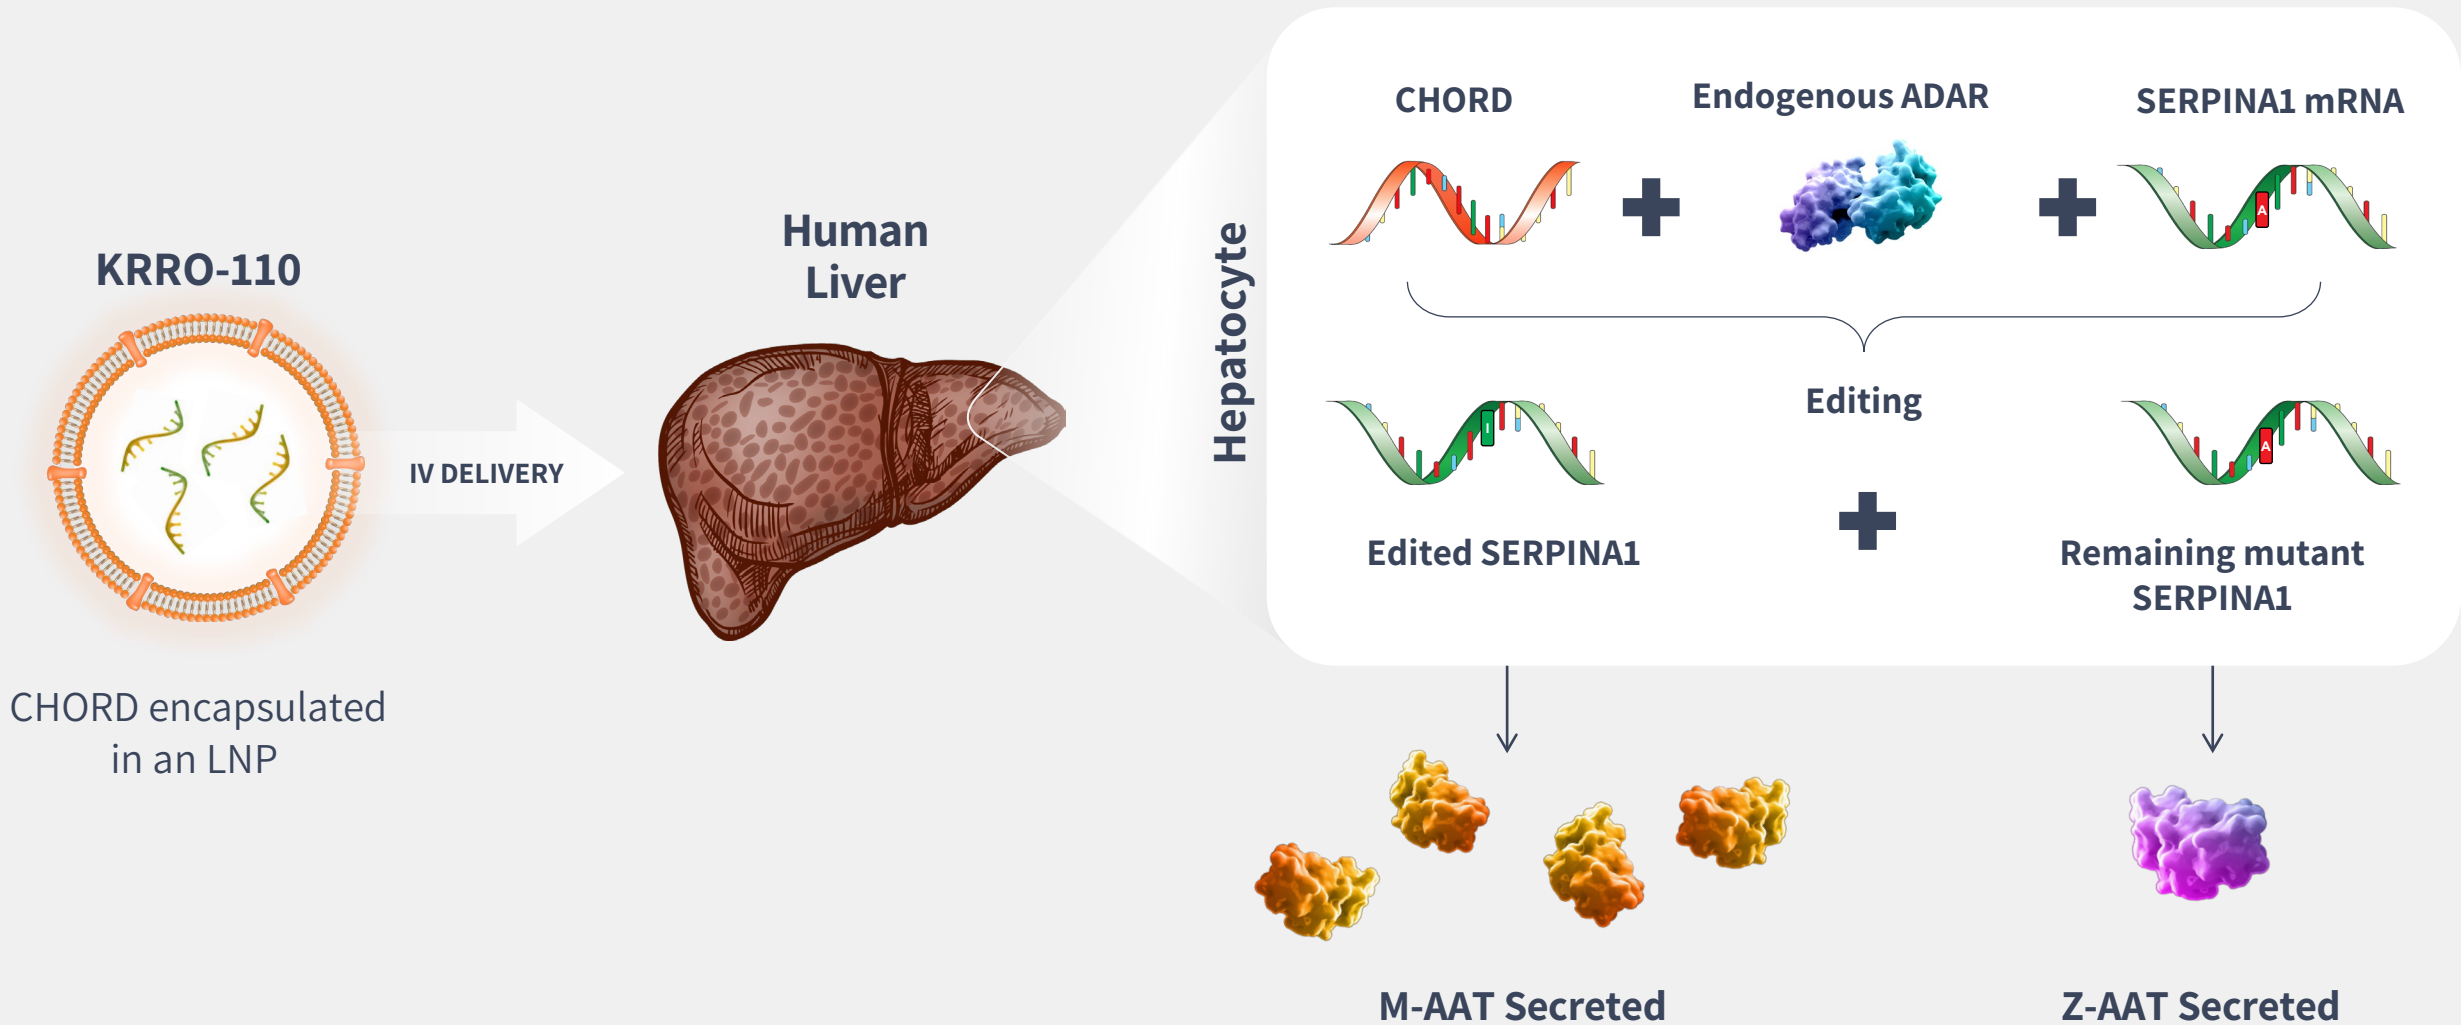 KRRO-110
CHORD encapsulated
in an LNP
IV DELIVERY
Human
Liver
Hepatocyte
CHORD
Endogenous ADAR
SERPINA1 mRNA
A
Editing
I
A
Edited SERPINA1
Remaining mutant
SERPINA1
M-AAT Secreted
Z-AAT Secreted